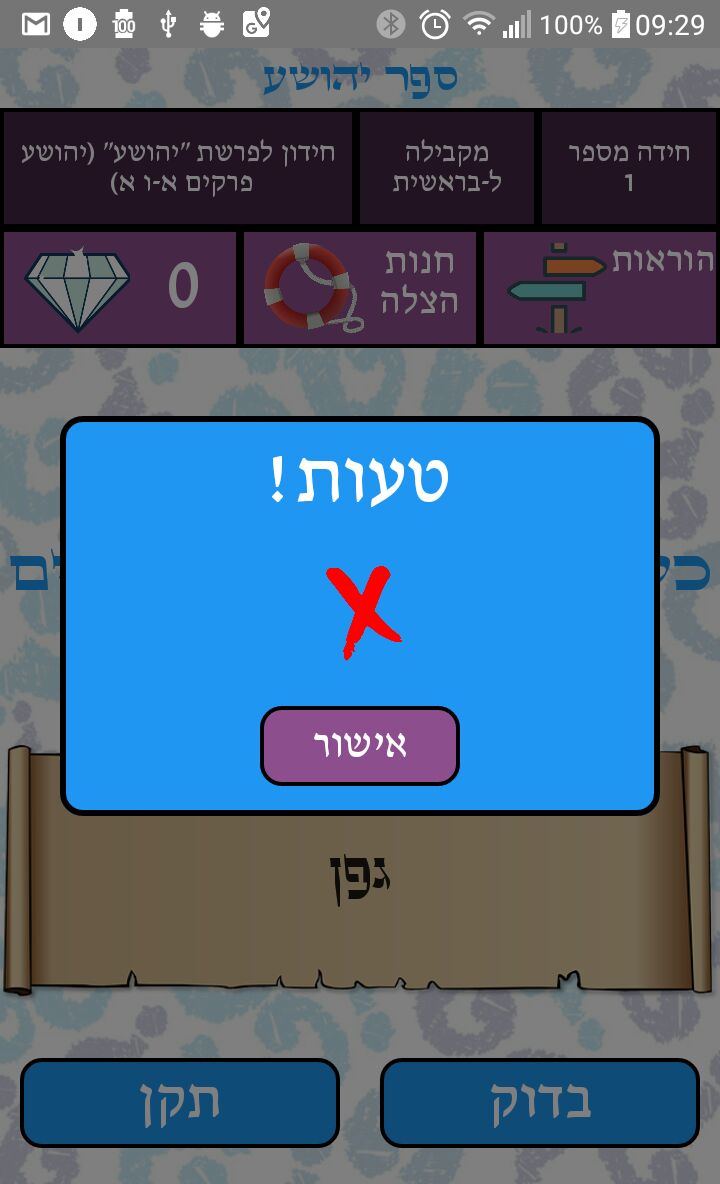 100% 09:29
ספר יהושע
חידה מספר
1
מקבילה
ל-בראשית
חידון לפרשת "יהושע" (יהושע
פרקים א-ו א)
הוראות
חנות
הצלה
0
טעות!
אישור
גפן
בדוק
תקן